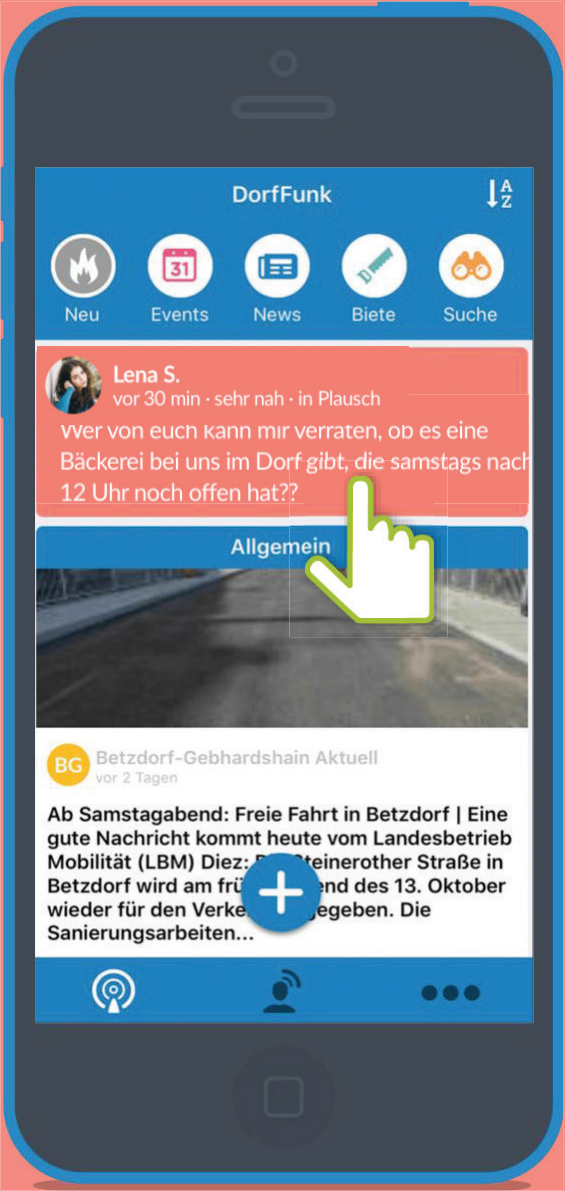 DorfFunk
A
Z
31
Neu Events News Biete Suche
Lena S.
vor 30 min · sehr nah · in Plausch
Wer von euch kann mir verraten, ob es eine
Bäckerei bei uns im Dorf gibt, die samstags nach
12 Uhr noch offen hat??
Allgemein
BG
Betzdorf-Gebhardshain Aktuell
vor 2 Tagen
Ab Samstagabend: Freie Fahrt in Betzdorf | Eine
gute Nachricht kommt heute vom Landesbetrieb
Mobilität (LBM) Diez: Steinerother Straße in
Betzdorf wird am des 13. Oktober
wieder für den Die
Sanierungsarbeiten...